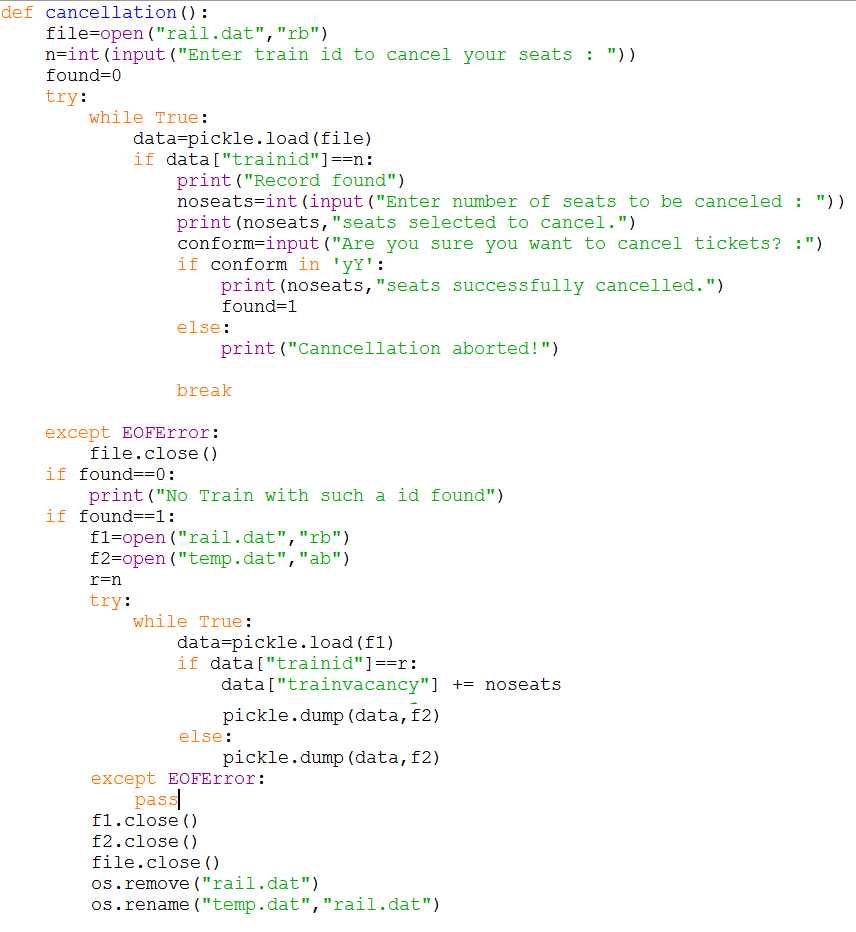 def cancellation():
    file=open("rail.dat","rb")
    n=int(input("Enter train id to cancel your seats : "))
    found=0
    try:
        while True:
            data=pickle.load(file)
            if data["trainid"]==n:
                print("Record found")
                noseats=int(input("Enter number of seats to be canceled : "))
                print(noseats,"seats selected to cancel.")
                conform=input("Are you sure you want to cancel tickets? :")
                if conform in 'yY':
                    print(noseats,"seats successfully cancelled.")
                    found=1
                else:
                    print("Canncellation aborted!")
                break
    except EOFError:
        file.close()
    if found==0:
        print("No Train with such a id found")
    if found==1:
        f1=open("rail.dat","rb")
        f2=open("temp.dat","ab")
        r=n
        try:
            while True:
                data=pickle.load(f1)
                if data["trainid"]==r:
                    data["trainvacancy"] += noseats
                    pickle.dump(data,f2)
                else:
                    pickle.dump(data,f2)
        except EOFError:
            pass
        f1.close()
        f2.close()
        file.close()
        os.remove("rail.dat")
        os.rename("temp.dat","rail.dat")